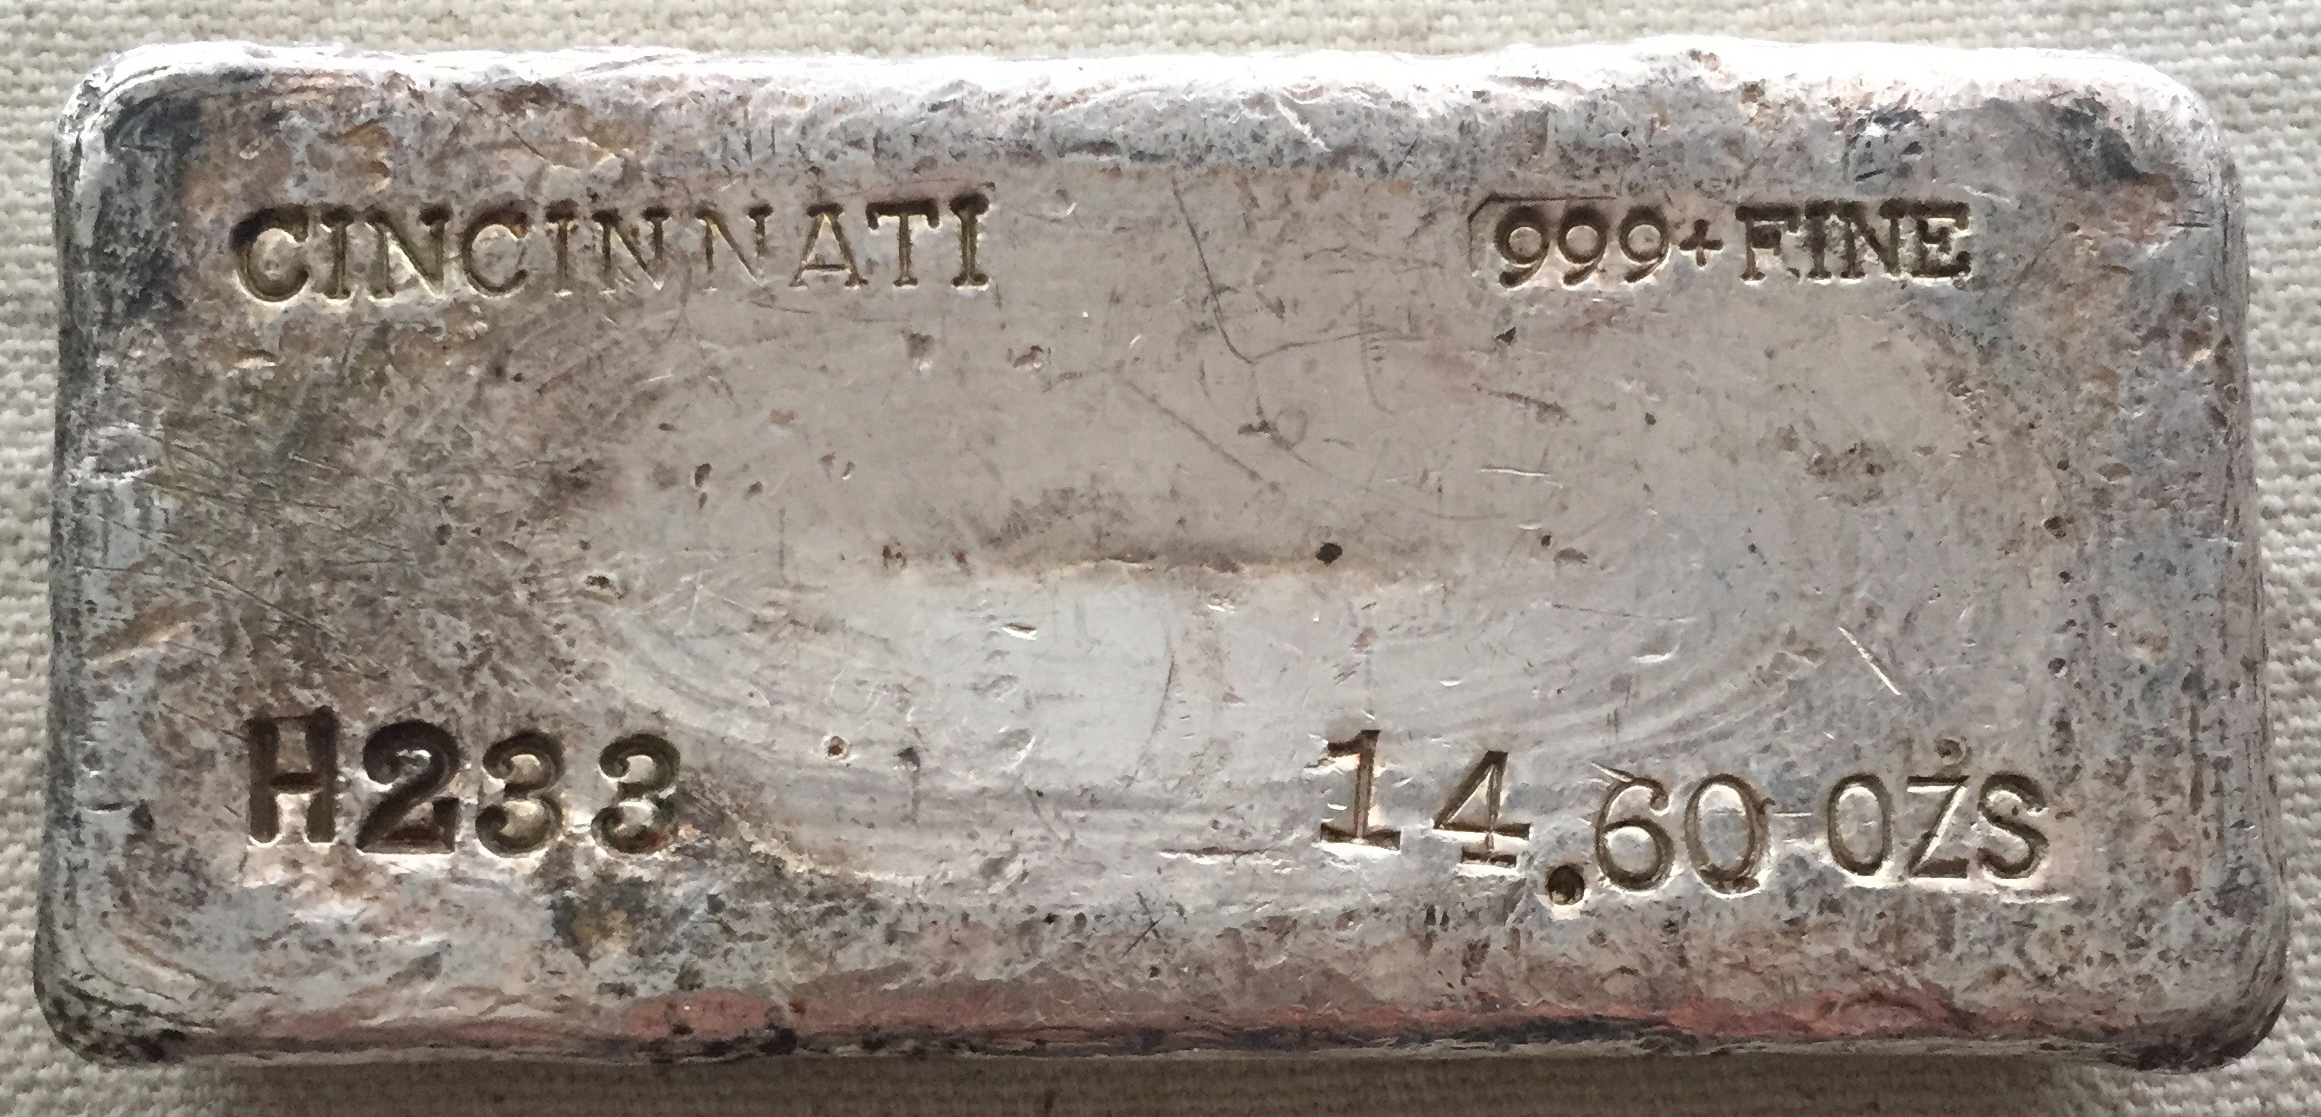 CINCINNATI 999+FINE
H233 14.60 OZS